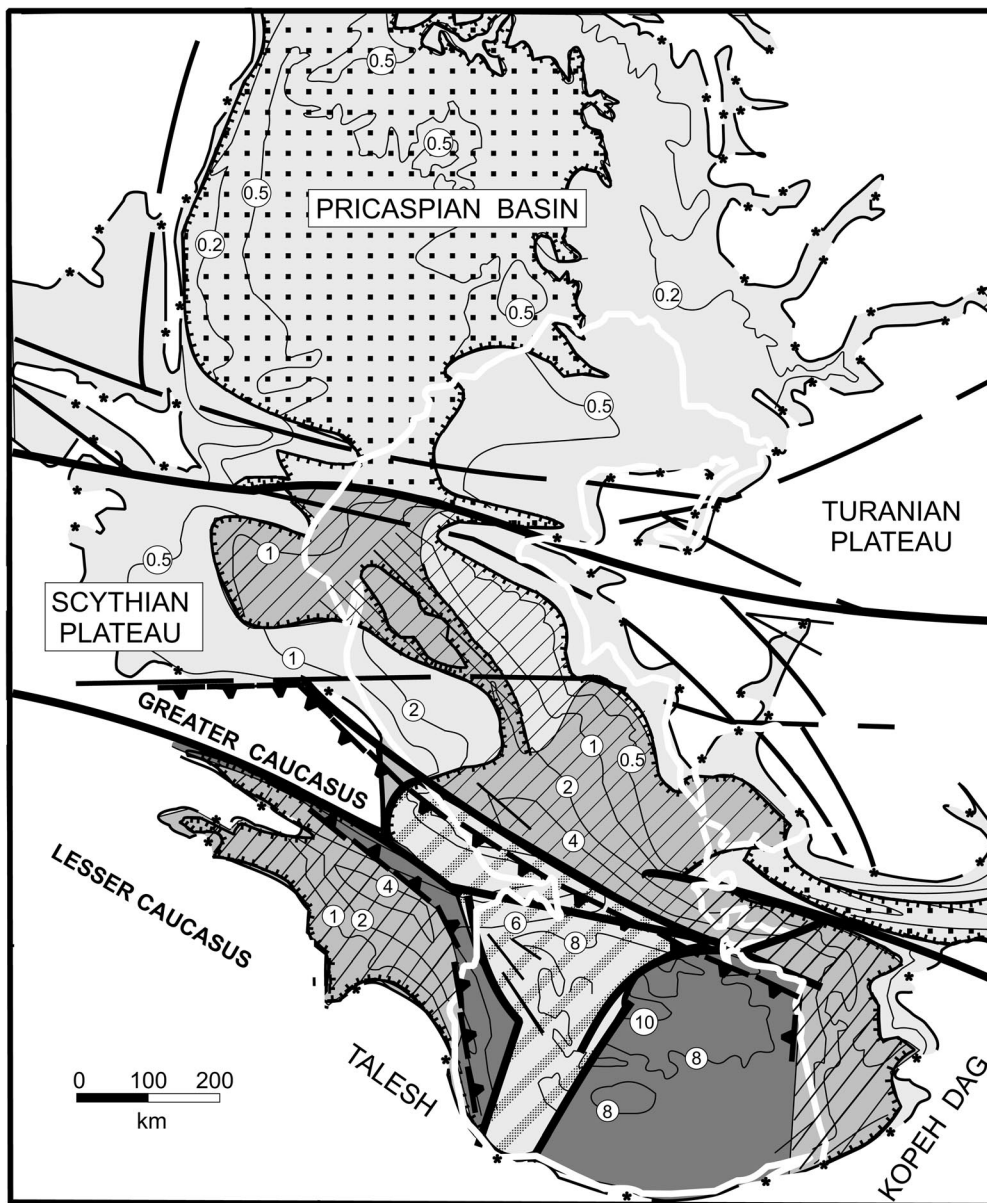 0.5
0.5
PRICASPIAN BASIN
0.5
0.2
0.5
0.2
0.5
TURANIAN
PLATEAU
1
0.5
SCYTHIAN
PLATEAU
1
2
GREATER CAUCASUS
1
0.5
2
4
LESSER CAUCASUS
4
1
2
6
8
10
8
8
TALESH
KOPEH DAG
0 100 200
km